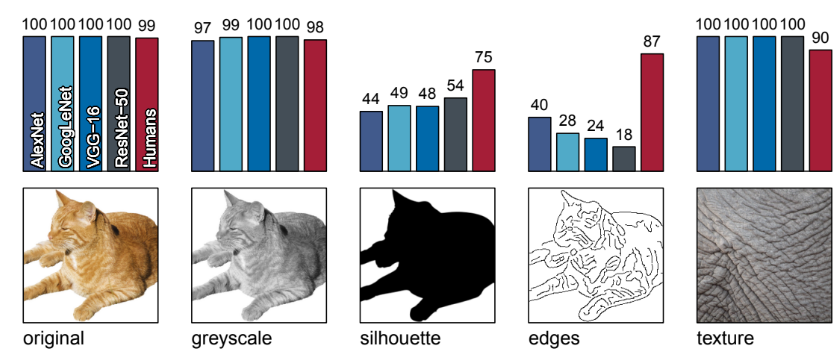 100 100 100 100 99
AlexNet
GoogLeNet
VGG−16
ResNet−50
Humans
97 99 100 100 98
44 49 48 54 75
40 28 24 18 87
100 100 100 100 90
original
greyscale
silhouette
edges
texture